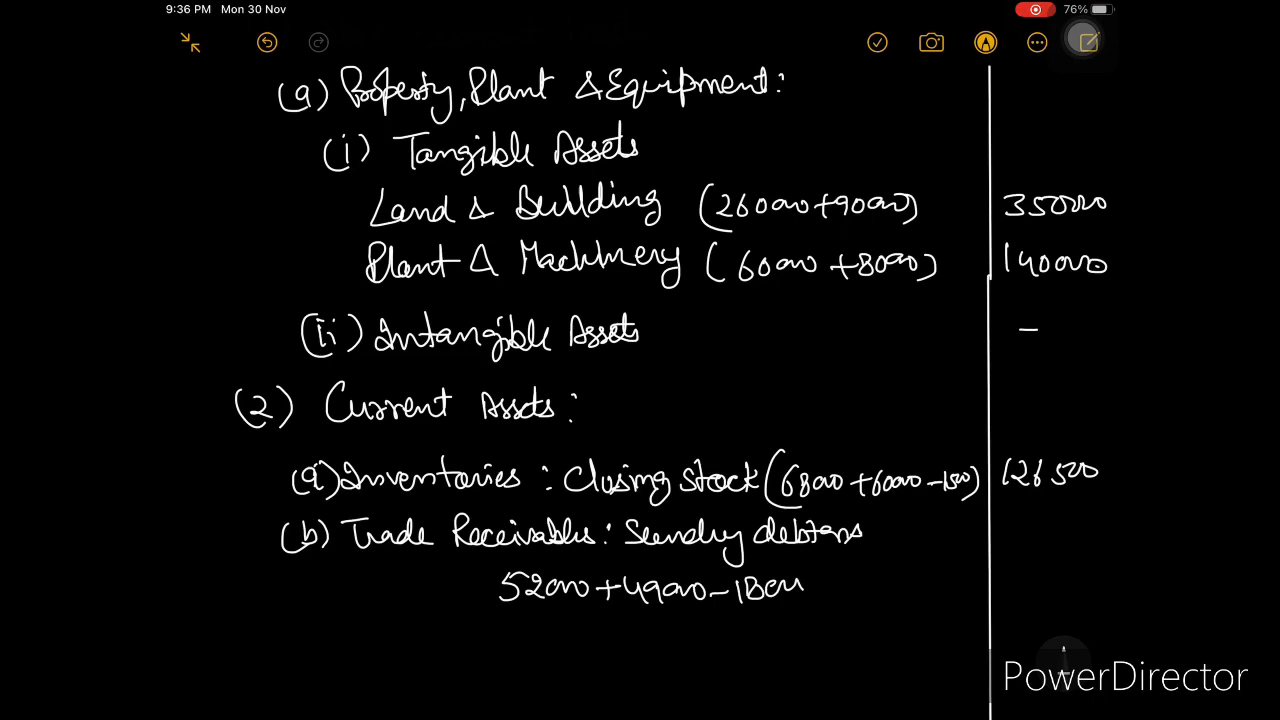 9:36 PM Mon 30 Nov 76%
(a) Property, Plant & Equipment:
(i) Tangible Assets
Land & Building (260000+90000) 350000
Plant & Machinery (60000+80000) 140000
(ii) Intangible Assets –
(2) Current Assets:
(a) Inventories: Closing stock (68000+60000-1500) 126500
(b) Trade Receivables: Sundry debtors
52000+49000-18000
PowerDirector